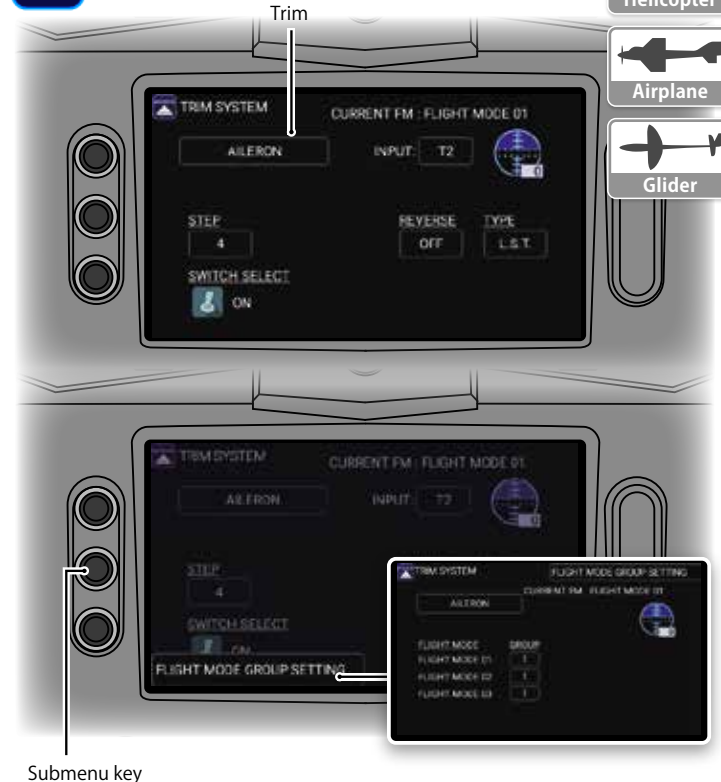 Trim
Helicopter
Airplane
Glider
TRIM SYSTEM
CURRENT FM : FLIGHT MODE 01
AILERON
INPUT: T2
0
STEP
REVERSE TYPE
4
OFF L.S.T.
SWITCH SELECT
ON
TRIM SYSTEM
CURRENT FM : FLIGHT MODE 01
AILERON
INPUT: T2
0
STEP
4
SWITCH SELECT
ON
FLIGHT MODE GROUP SETTING
TRIM SYSTEM
FLIGHT MODE GROUP SETTING
CURRENT FM : FLIGHT MODE 01
AILERON
FLIGHT MODE GROUP
FLIGHT MODE 01 1
FLIGHT MODE 02 1
FLIGHT MODE 03 1
Submenu key